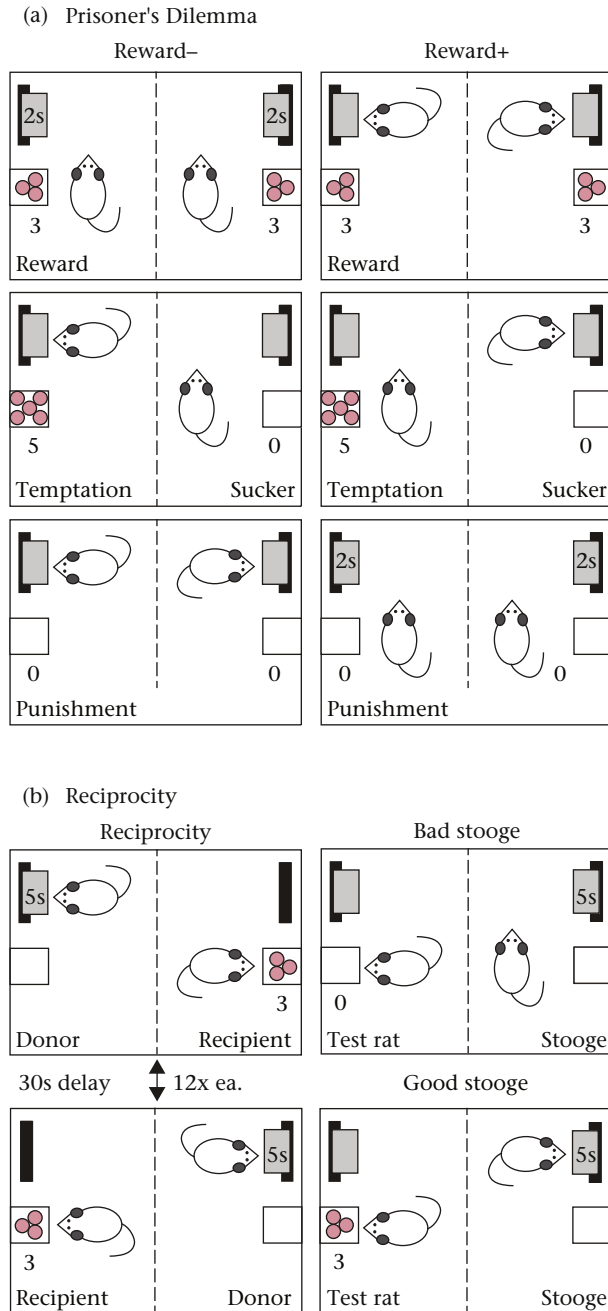 (a) Prisoner's Dilemma
Reward–
Reward+
2s
2s
3
3
Reward
3
3
Reward
5
0
Temptation
Sucker
5
0
Temptation
Sucker
0
0
Punishment
2s
2s
0
0
Punishment
(b) Reciprocity
Reciprocity
Bad stooge
5s
3
Donor
Recipient
5s
0
Test rat
Stooge
30s delay
12x ea.
Good stooge
5s
3
Recipient
Donor
5s
3
Test rat
Stooge